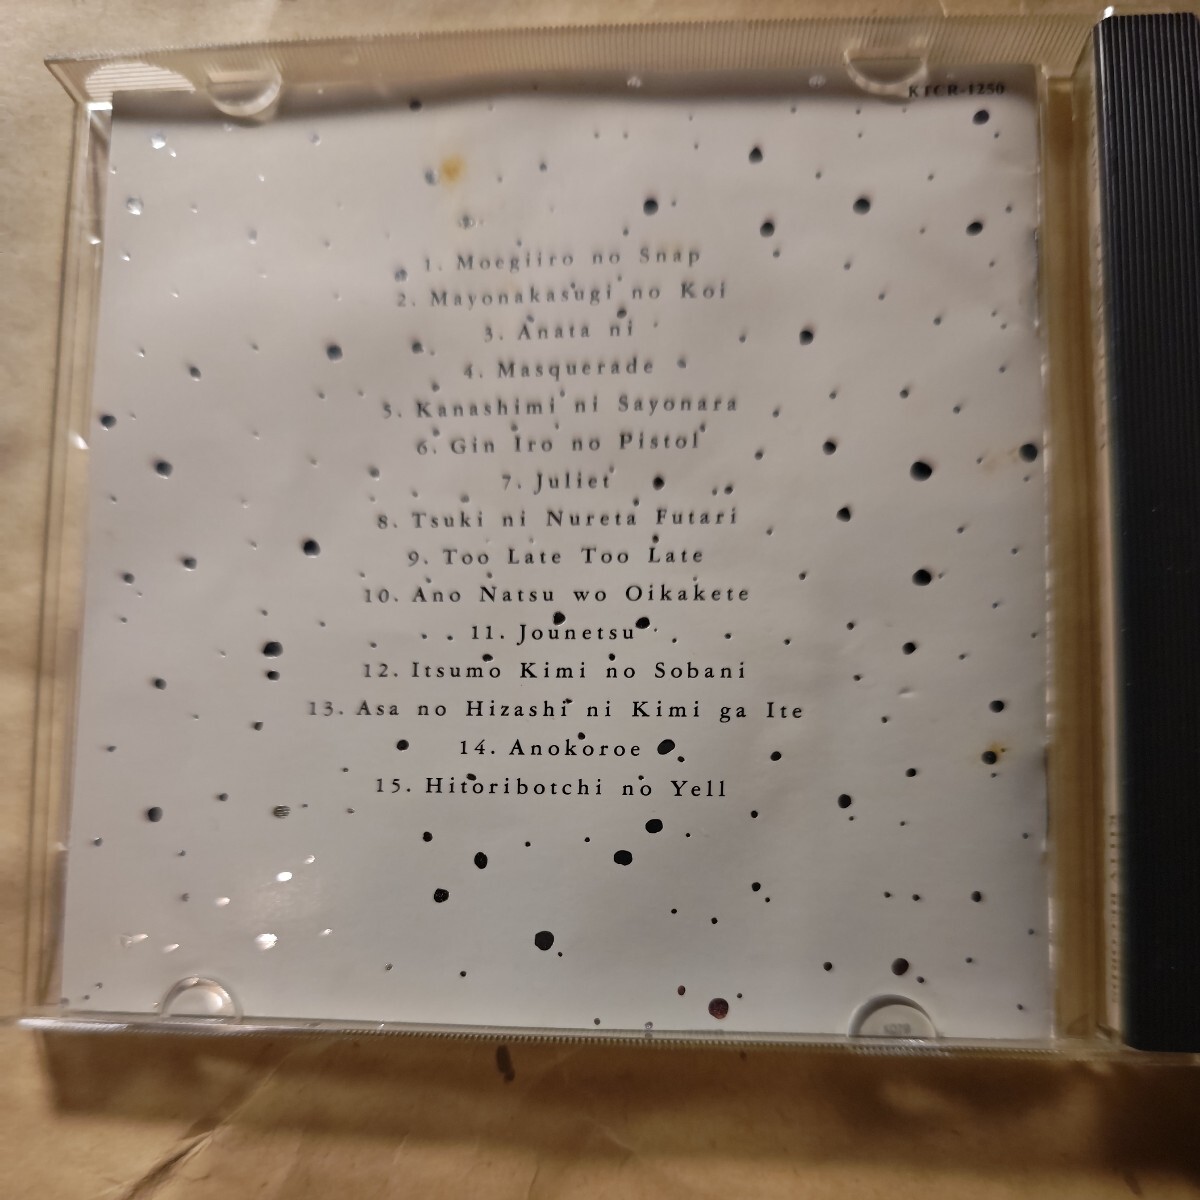 KTCR-1250
1. Moegiiro no Snap
2. Mayonakasugi no Koi
3. Anata ni
4. Masquerade
5. Kanashimi ni Sayonara
6. Gin Iro no Pistol
7. Juliet
8. Tsuki ni Nureta Futari
9. Too Late Too Late
10. Ano Natsu wo Oikakete
11. Jounetsu
12. Itsumo Kimi no Sobani
13. Asa no Hizashi ni Kimi ga Ite
14. Anokoroe
15. Hitoribotchi no Yell